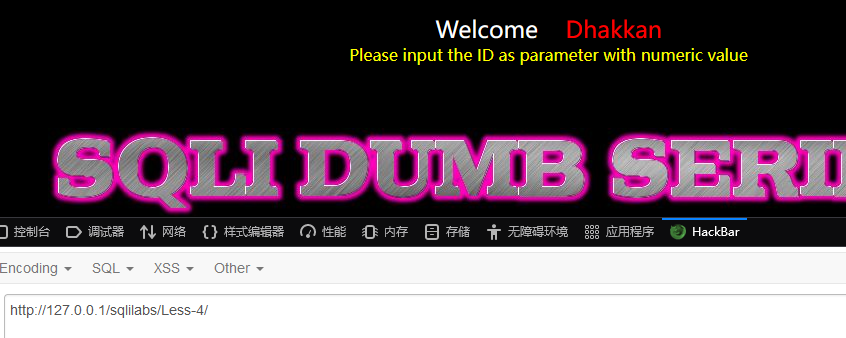 Welcome Dhakkan
Please input the ID as parameter with numeric value
SQLI DUMB SERI
控制台 调试器 网络 样式编辑器 性能 内存 存储 无障碍环境 应用程序 HackBar
Encoding SQL XSS Other
http://127.0.0.1/sqlilabs/Less-4/